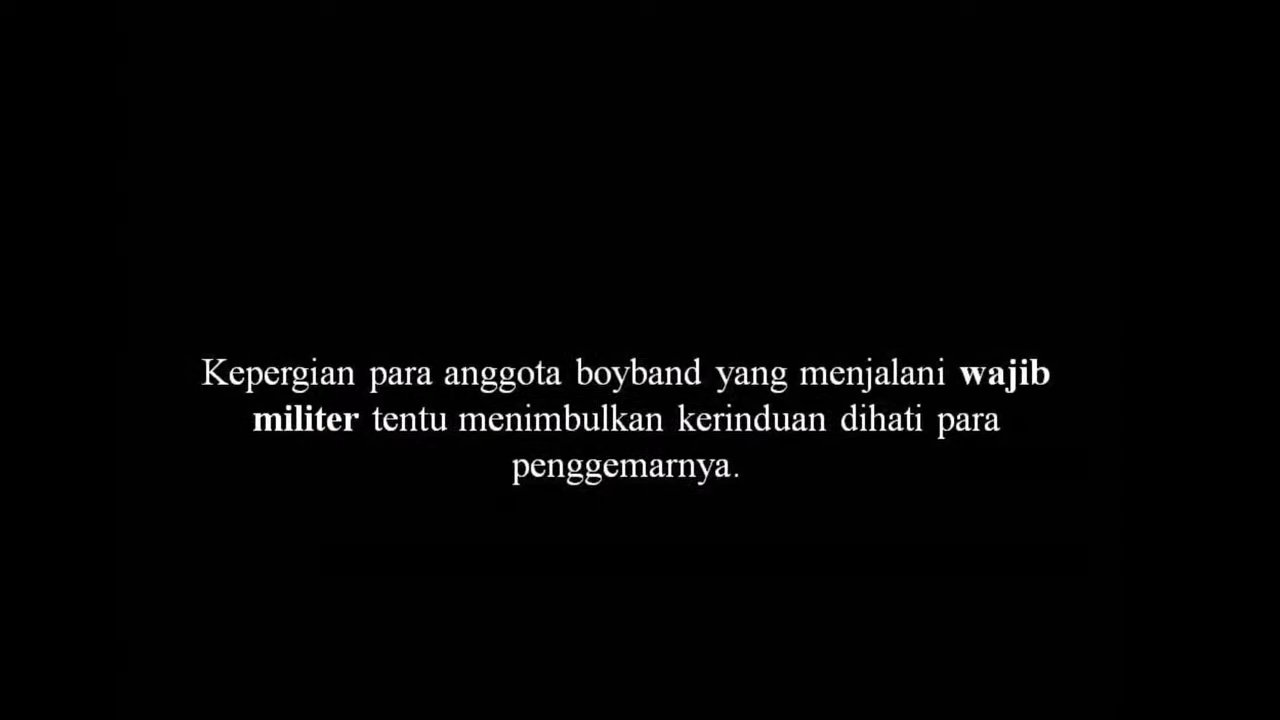 Kepergian para anggota boyband yang menjalani wajib
militer tentu menimbulkan kerinduan dihati para
penggemarnya.